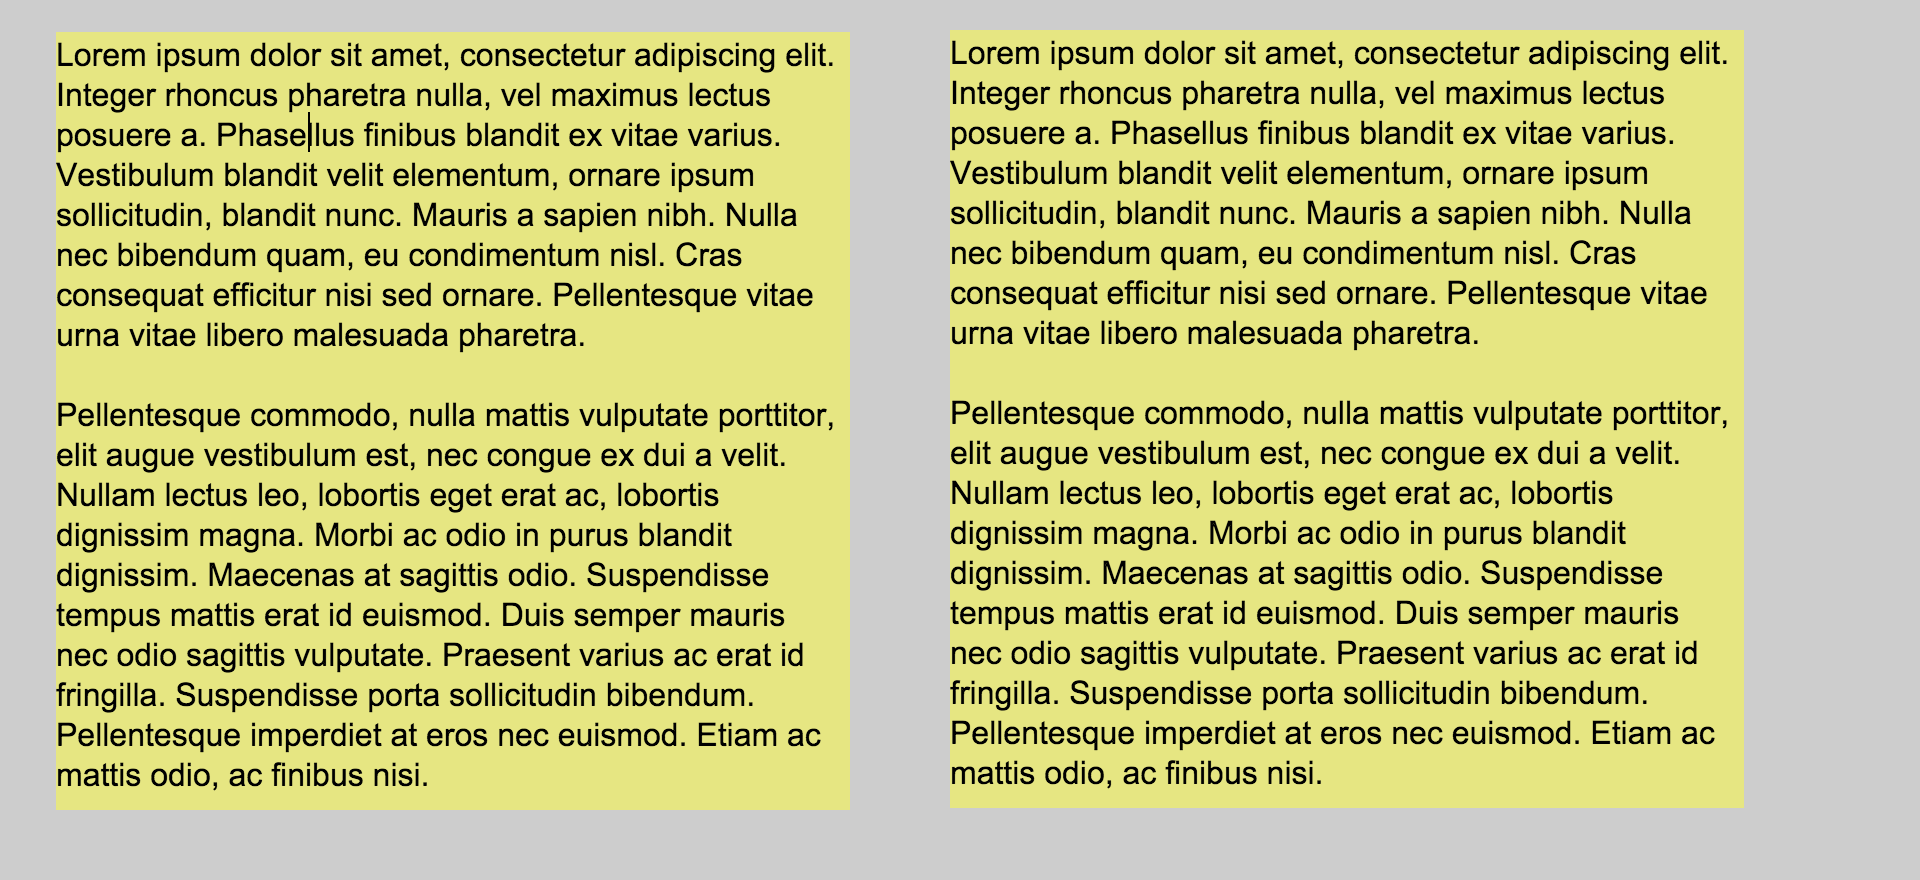 Lorem ipsum dolor sit amet, consectetur adipiscing elit.
Integer rhoncus pharetra nulla, vel maximus lectus
posuere a. Phasellus finibus blandit ex vitae varius.
Vestibulum blandit velit elementum, ornare ipsum
sollicitudin, blandit nunc. Mauris a sapien nibh. Nulla
nec bibendum quam, eu condimentum nisl. Cras
consequat efficitur nisi sed ornare. Pellentesque vitae
urna vitae libero malesuada pharetra.

Pellentesque commodo, nulla mattis vulputate porttitor,
elit augue vestibulum est, nec congue ex dui a velit.
Nullam lectus leo, lobortis eget erat ac, lobortis
dignissim magna. Morbi ac odio in purus blandit
dignissim. Maecenas at sagittis odio. Suspendisse
tempus mattis erat id euismod. Duis semper mauris
nec odio sagittis vulputate. Praesent varius ac erat id
fringilla. Suspendisse porta sollicitudin bibendum.
Pellentesque imperdiet at eros nec euismod. Etiam ac
mattis odio, ac finibus nisi.

Lorem ipsum dolor sit amet, consectetur adipiscing elit.
Integer rhoncus pharetra nulla, vel maximus lectus
posuere a. Phasellus finibus blandit ex vitae varius.
Vestibulum blandit velit elementum, ornare ipsum
sollicitudin, blandit nunc. Mauris a sapien nibh. Nulla
nec bibendum quam, eu condimentum nisl. Cras
consequat efficitur nisi sed ornare. Pellentesque vitae
urna vitae libero malesuada pharetra.

Pellentesque commodo, nulla mattis vulputate porttitor,
elit augue vestibulum est, nec congue ex dui a velit.
Nullam lectus leo, lobortis eget erat ac, lobortis
dignissim magna. Morbi ac odio in purus blandit
dignissim. Maecenas at sagittis odio. Suspendisse
tempus mattis erat id euismod. Duis semper mauris
nec odio sagittis vulputate. Praesent varius ac erat id
fringilla. Suspendisse porta sollicitudin bibendum.
Pellentesque imperdiet at eros nec euismod. Etiam ac
mattis odio, ac finibus nisi.